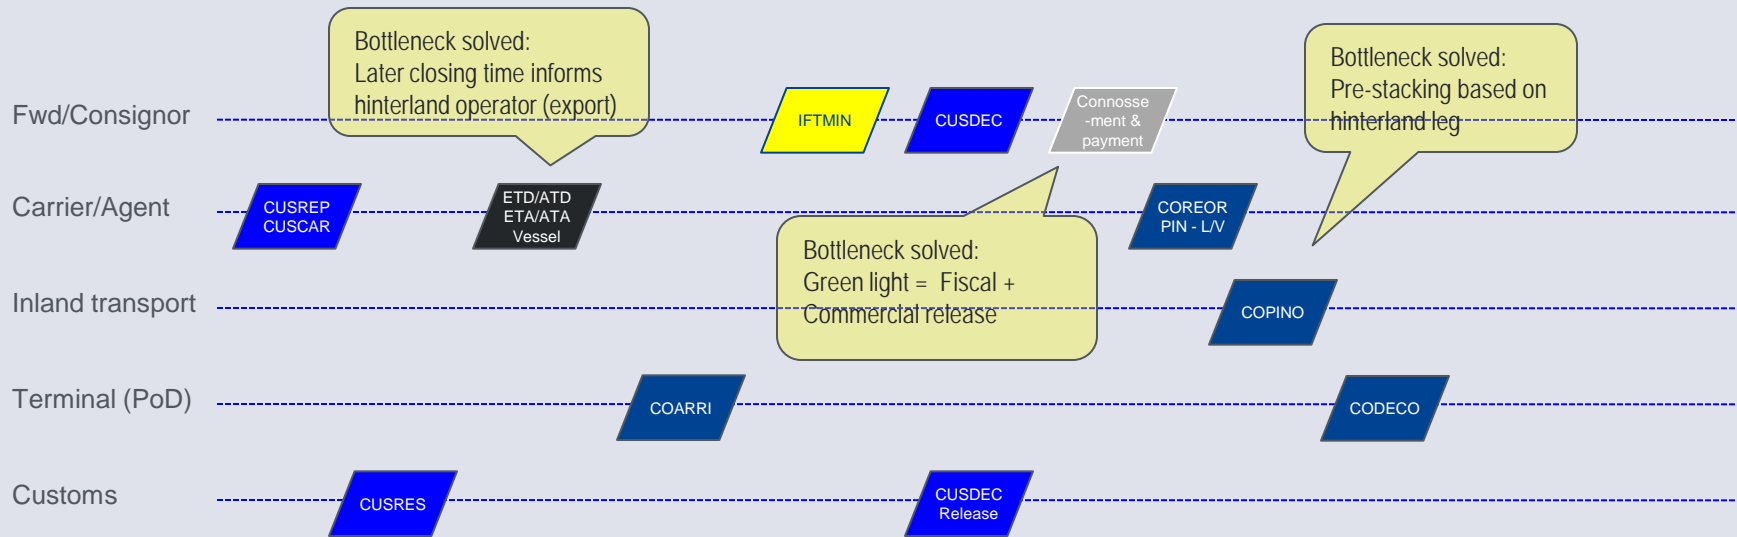 Bottleneck solved:
Later closing time informs
hinterland operator (export)
Bottleneck solved:
Pre-stacking based on
hinterland leg
Fwd/Consignor
IFTMIN
CUSDEC
Connosse
-ment &
payment
Carrier/Agent
CUSREP
CUSCAR
ETD/ATD
ETA/ATA
Vessel
COREOR
PIN - L/V
Bottleneck solved:
Green light = Fiscal +
Commercial release
Inland transport
COPINO
Terminal (PoD)
COARRI
CODECO
Customs
CUSRES
CUSDEC
Release